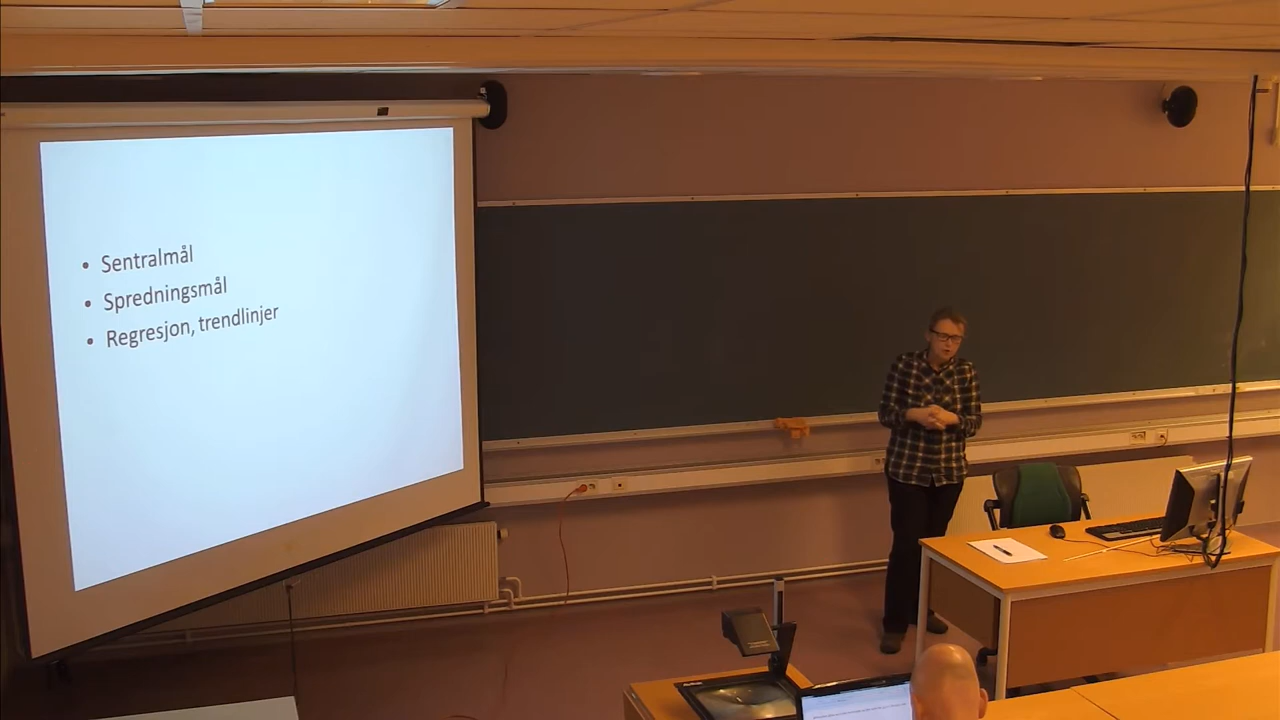 • Sentralmål
• Spredningsmål
• Regresjon, trendlinjer